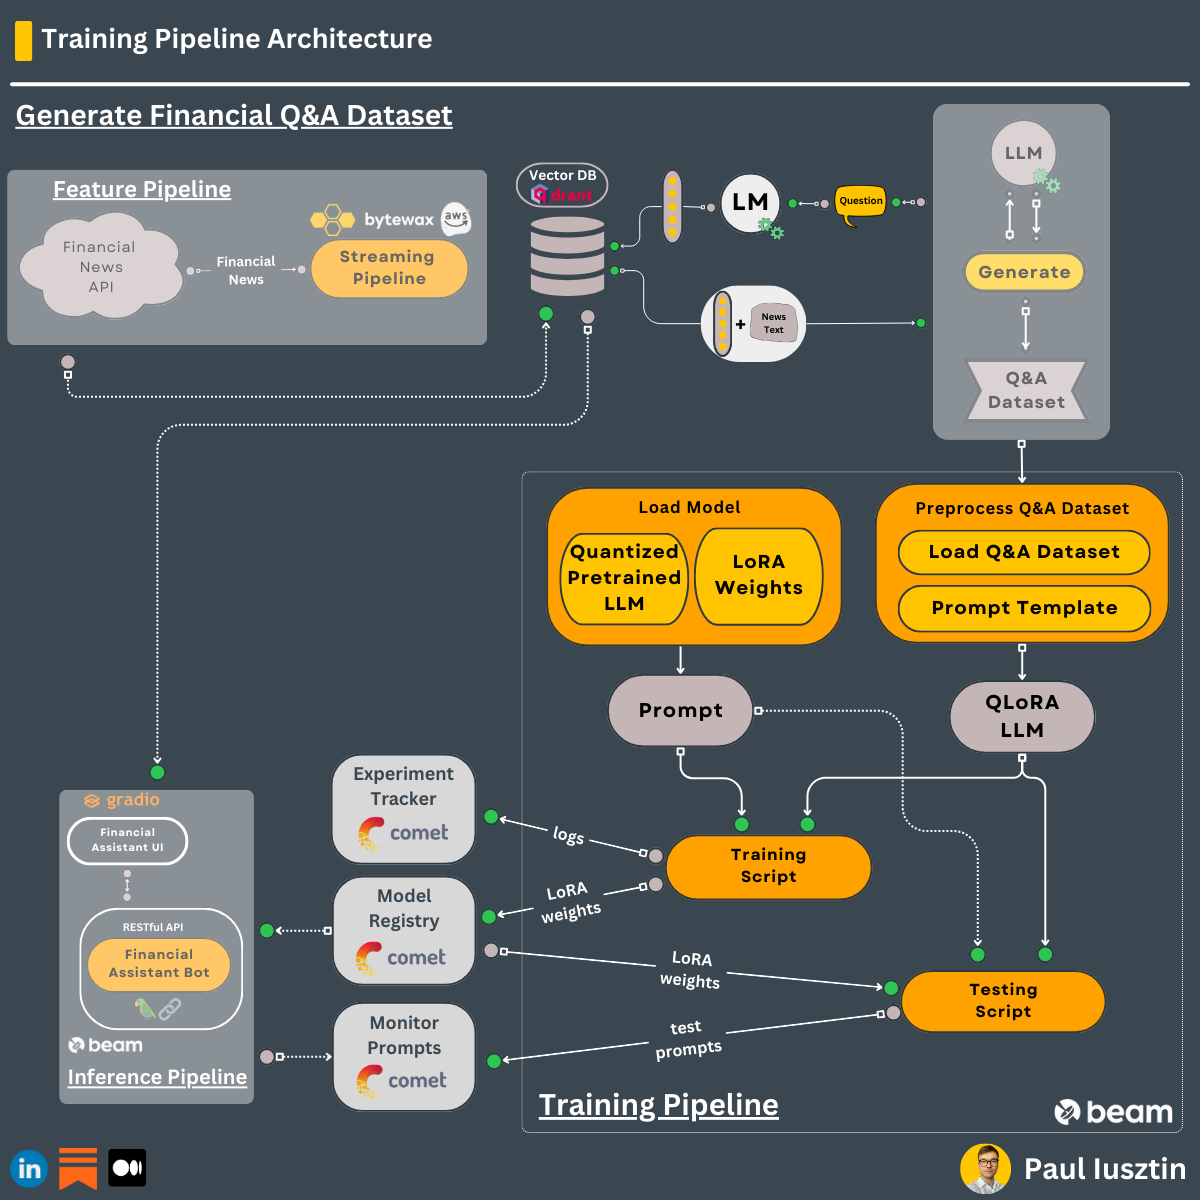 Training Pipeline Architecture
Generate Financial Q&A Dataset
Feature Pipeline
Financial
News
API
Financial
News
bytewax
aws
Streaming
Pipeline
Vector DB
qdrant
LM
Question
+
News
Text
LLM
Generate
Q&A
Dataset
Load Model
Quantized
Pretrained
LLM
LoRA
Weights
Preprocess Q&A Dataset
Load Q&A Dataset
Prompt Template
Prompt
QLoRA
LLM
Experiment
Tracker
comet
logs
Training
Script
Model
Registry
comet
LoRA
weights
LoRA
weights
Testing
Script
Monitor
Prompts
comet
test
prompts
gradio
Financial
Assistant UI
RESTful API
Financial
Assistant Bot
beam
Inference Pipeline
Training Pipeline
beam
in
Paul Iusztin